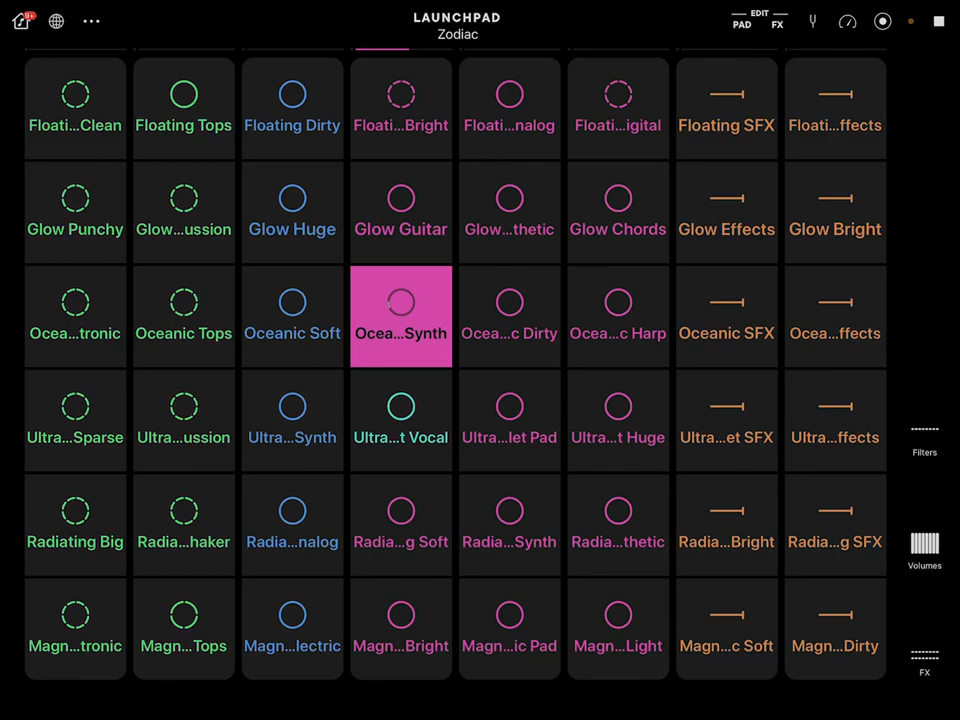 9+
LAUNCHPAD
Zodiac
EDIT
PAD FX
Floati...Clean
Floating Tops
Floating Dirty
Floati...Bright
Floati...nalog
Floati...igital
Floating SFX
Floati...ffects
Glow Punchy
Glow...ussion
Glow Huge
Glow Guitar
Glow...thetic
Glow Chords
Glow Effects
Glow Bright
Ocea...tronic
Oceanic Tops
Oceanic Soft
Ocea...Synth
Ocea...c Dirty
Ocea...c Harp
Oceanic SFX
Ocea...ffects
Ultra...Sparse
Ultra...ussion
Ultra...Synth
Ultra...t Vocal
Ultra...let Pad
Ultra...t Huge
Ultra...et SFX
Ultra...ffects
Filters
Radiating Big
Radia...haker
Radia...nalog
Radia...g Soft
Radia...Synth
Radia...thetic
Radia...Bright
Radia...g SFX
Volumes
Magn...tronic
Magn...Tops
Magn...lectric
Magn...Bright
Magn...ic Pad
Magn...Light
Magn...c Soft
Magn...Dirty
FX